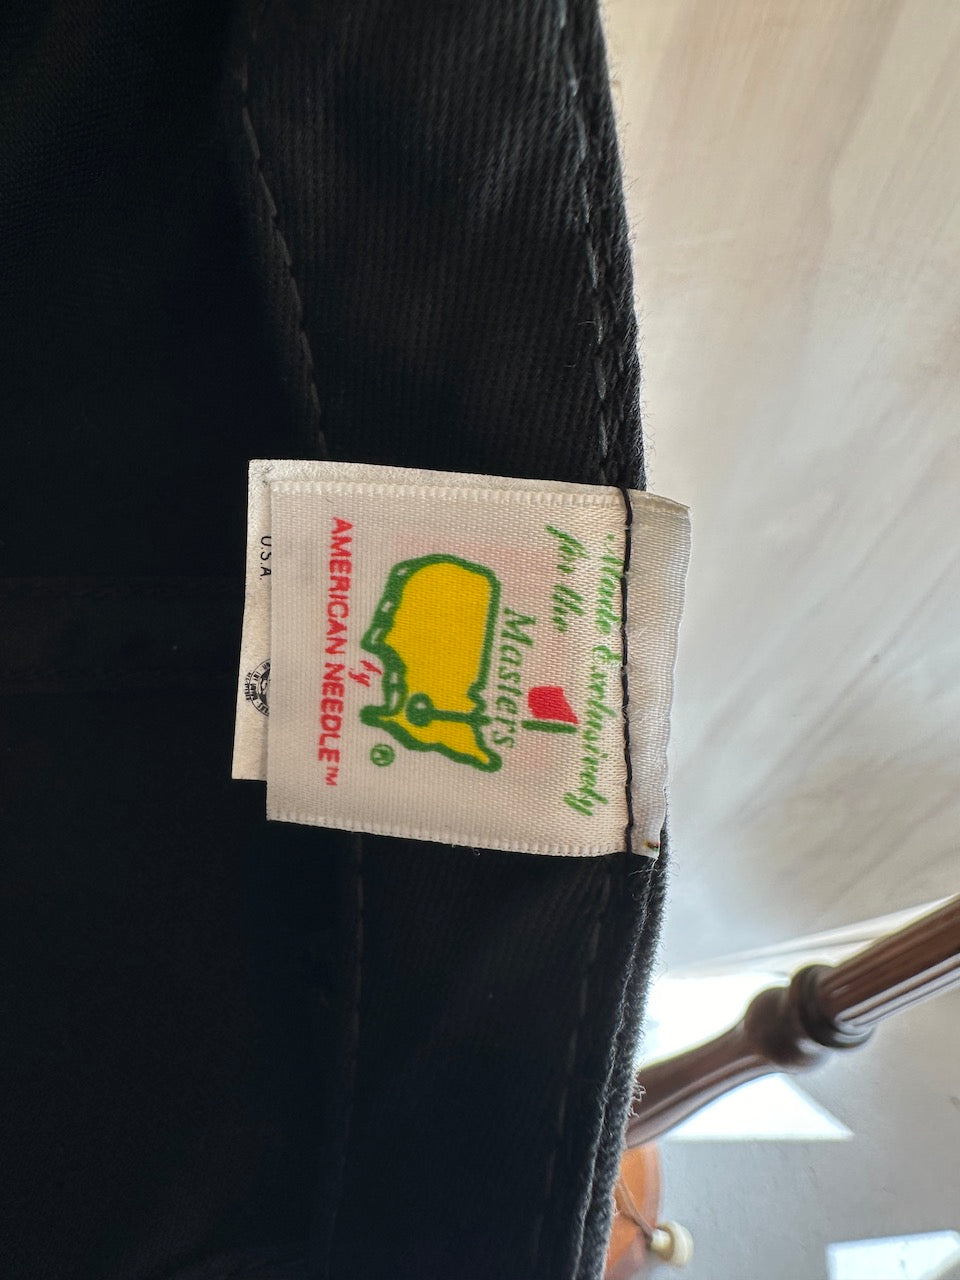 Made Exclusively
for the
Masters
®
by
AMERICAN NEEDLE™
U.S.A.